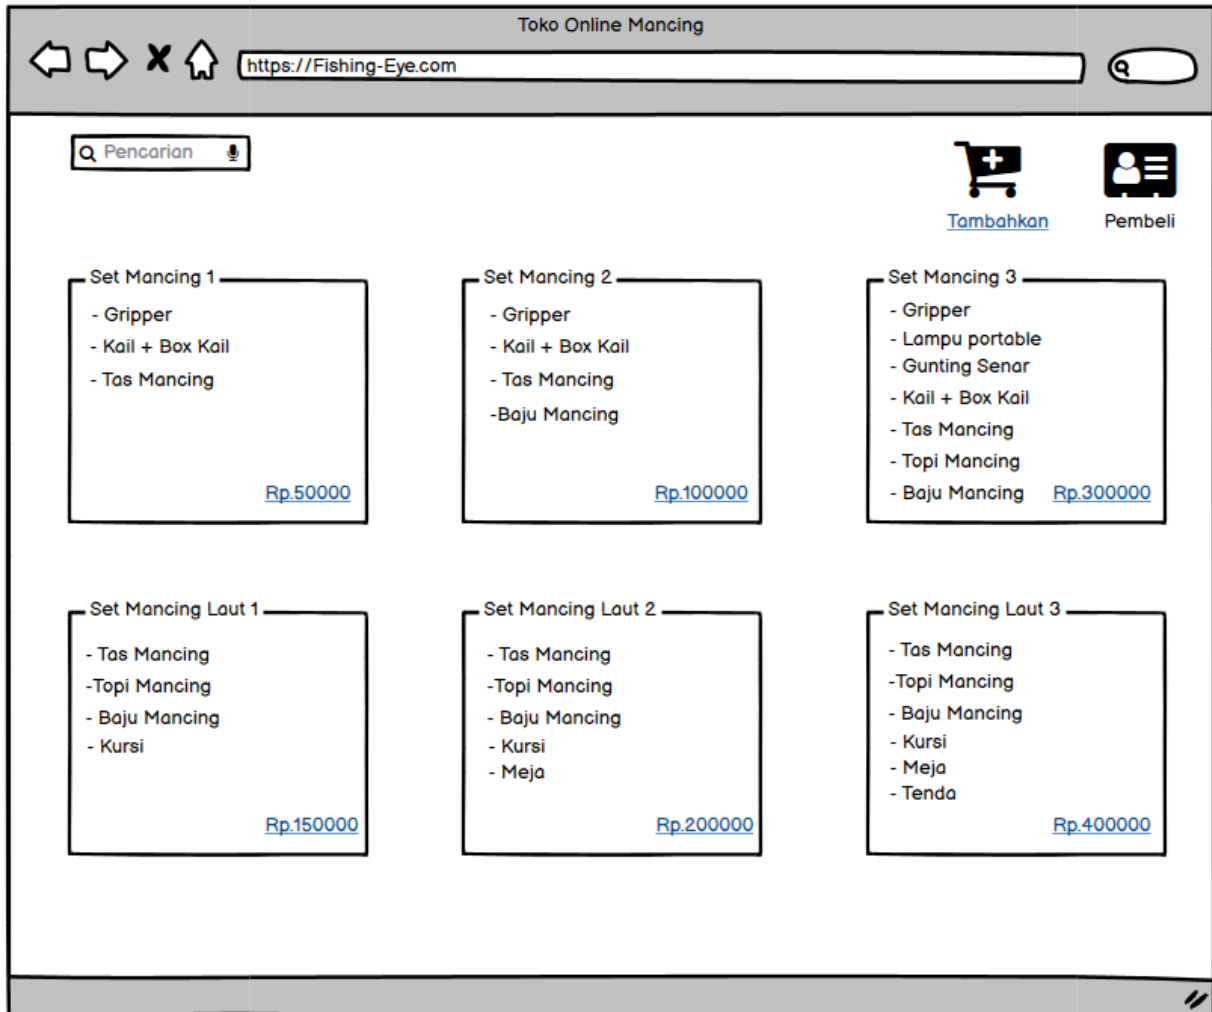 Toko Online Mancing
https://Fishing-Eye.com
Pencarian
Tambahkan
Pembeli
Set Mancing 1
- Gripper
- Kail + Box Kail
- Tas Mancing
Rp.50000
Set Mancing 2
- Gripper
- Kail + Box Kail
- Tas Mancing
-Baju Mancing
Rp.100000
Set Mancing 3
- Gripper
- Lampu portable
- Gunting Senar
- Kail + Box Kail
- Tas Mancing
- Topi Mancing
- Baju Mancing
Rp.300000
Set Mancing Laut 1
- Tas Mancing
-Topi Mancing
- Baju Mancing
- Kursi
Rp.150000
Set Mancing Laut 2
- Tas Mancing
-Topi Mancing
- Baju Mancing
- Kursi
- Meja
Rp.200000
Set Mancing Laut 3
- Tas Mancing
-Topi Mancing
- Baju Mancing
- Kursi
- Meja
- Tenda
Rp.400000